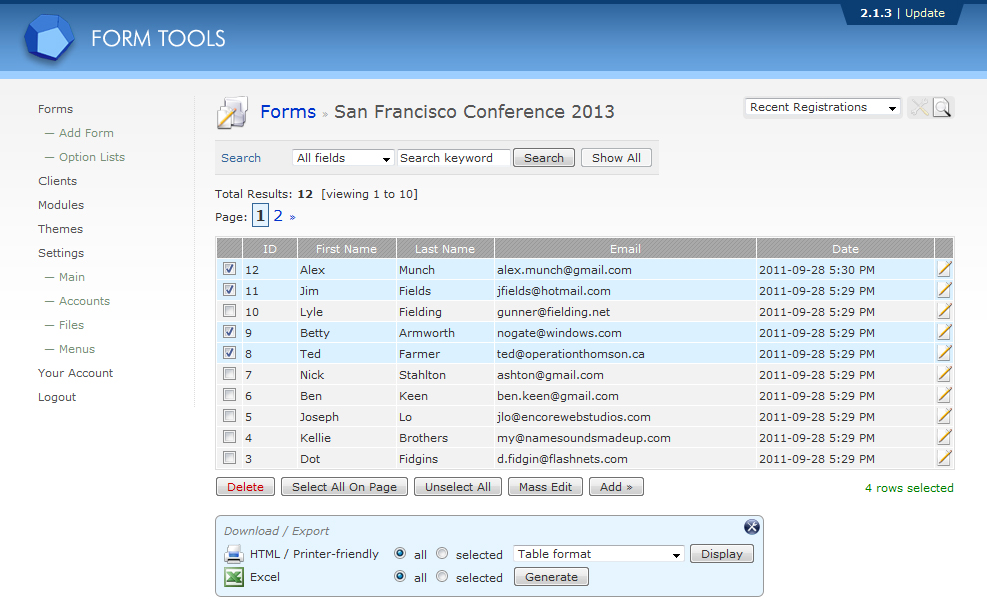 2.1.3 | Update
FORM TOOLS
Forms
— Add Form
— Option Lists
Clients
Modules
Themes
Settings
— Main
— Accounts
— Files
— Menus
Your Account
Logout
Forms » San Francisco Conference 2013
Recent Registrations
Search All fields Search keyword Search Show All
Total Results: 12 [viewing 1 to 10]
Page: 1 2 »
ID First Name Last Name Email Date
12 Alex Munch alex.munch@gmail.com 2011-09-28 5:30 PM
11 Jim Fields jfields@hotmail.com 2011-09-28 5:29 PM
10 Lyle Fielding gunner@fielding.net 2011-09-28 5:29 PM
9 Betty Armworth nogate@windows.com 2011-09-28 5:29 PM
8 Ted Farmer ted@operationthomson.ca 2011-09-28 5:29 PM
7 Nick Stahlton ashton@gmail.com 2011-09-28 5:29 PM
6 Ben Keen ben.keen@gmail.com 2011-09-28 5:29 PM
5 Joseph Lo jlo@encorewebstudios.com 2011-09-28 5:29 PM
4 Kellie Brothers my@namesoundsmadeup.com 2011-09-28 5:29 PM
3 Dot Fidgins d.fidgin@flashnets.com 2011-09-28 5:29 PM
Delete Select All On Page Unselect All Mass Edit Add » 4 rows selected
Download / Export
HTML / Printer-friendly all selected Table format Display
Excel all selected Generate